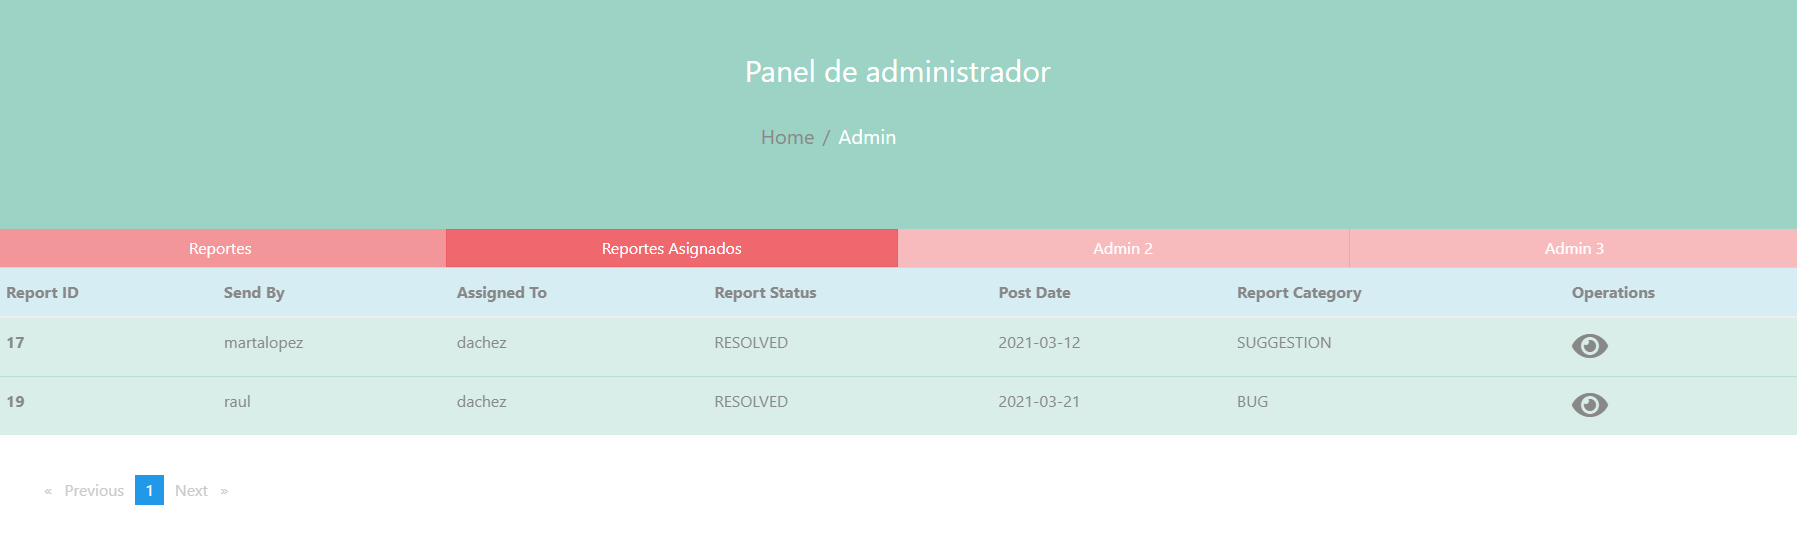 Panel de administrador
Home / Admin
Reportes Reportes Asignados Admin 2 Admin 3
Report ID Send By Assigned To Report Status Post Date Report Category Operations
17 martalopez dachez RESOLVED 2021-03-12 SUGGESTION
19 raul dachez RESOLVED 2021-03-21 BUG
« Previous 1 Next »